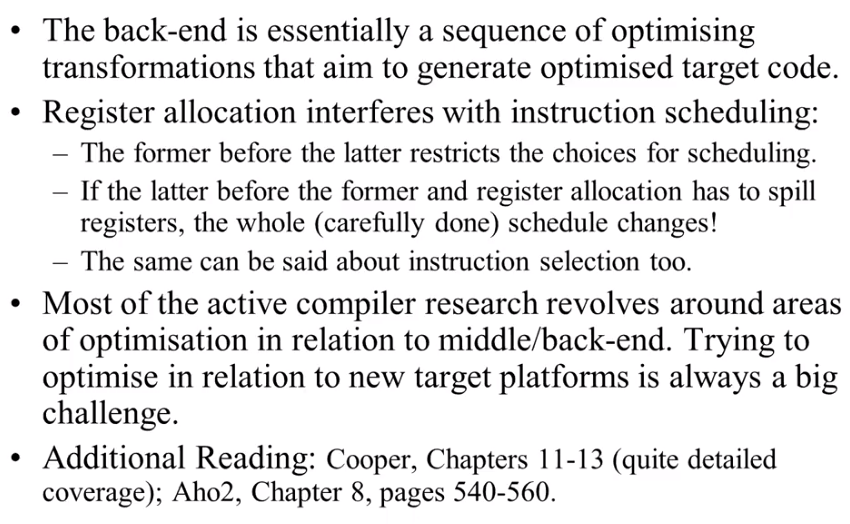 • The back-end is essentially a sequence of optimising
transformations that aim to generate optimised target code.
• Register allocation interferes with instruction scheduling:
– The former before the latter restricts the choices for scheduling.
– If the latter before the former and register allocation has to spill
registers, the whole (carefully done) schedule changes!
– The same can be said about instruction selection too.
• Most of the active compiler research revolves around areas
of optimisation in relation to middle/back-end. Trying to
optimise in relation to new target platforms is always a big
challenge.
• Additional Reading: Cooper, Chapters 11-13 (quite detailed
coverage); Aho2, Chapter 8, pages 540-560.